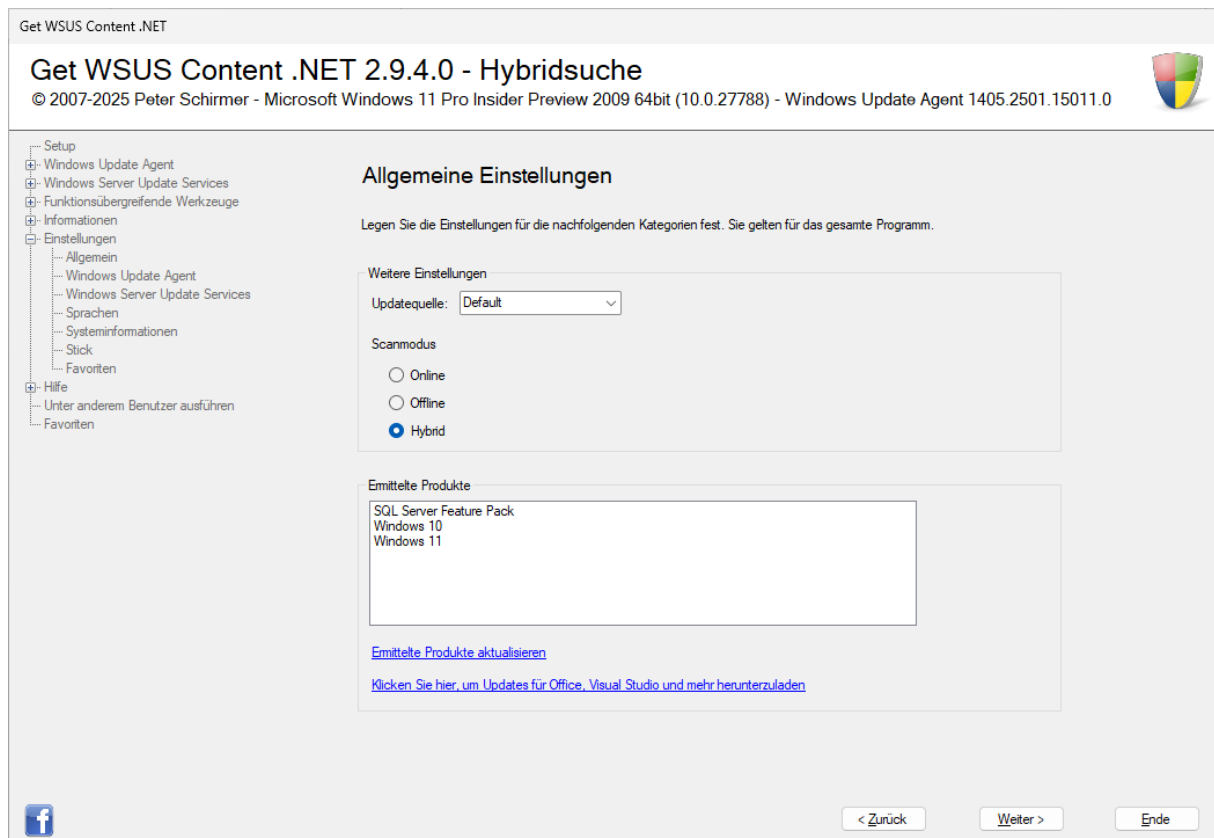 Get WSUS Content .NET
Get WSUS Content .NET 2.9.4.0 - Hybridsuche
© 2007-2025 Peter Schirmer - Microsoft Windows 11 Pro Insider Preview 2009 64bit (10.0.27788) - Windows Update Agent 1405.2501.15011.0
Setup
Windows Update Agent
Windows Server Update Services
Funktionsübergreifende Werkzeuge
Informationen
Einstellungen
Allgemein
Windows Update Agent
Windows Server Update Services
Sprachen
Systeminformationen
Stick
Favoriten
Hilfe
Unter anderem Benutzer ausführen
Favoriten
Allgemeine Einstellungen
Legen Sie die Einstellungen für die nachfolgenden Kategorien fest. Sie gelten für das gesamte Programm.
Weitere Einstellungen
Updatequelle: Default
Scanmodus
Online
Offline
Hybrid
Ermittelte Produkte
SQL Server Feature Pack
Windows 10
Windows 11
Ermittelte Produkte aktualisieren
Klicken Sie hier, um Updates für Office, Visual Studio und mehr herunterzuladen
< Zurück Weiter > Ende